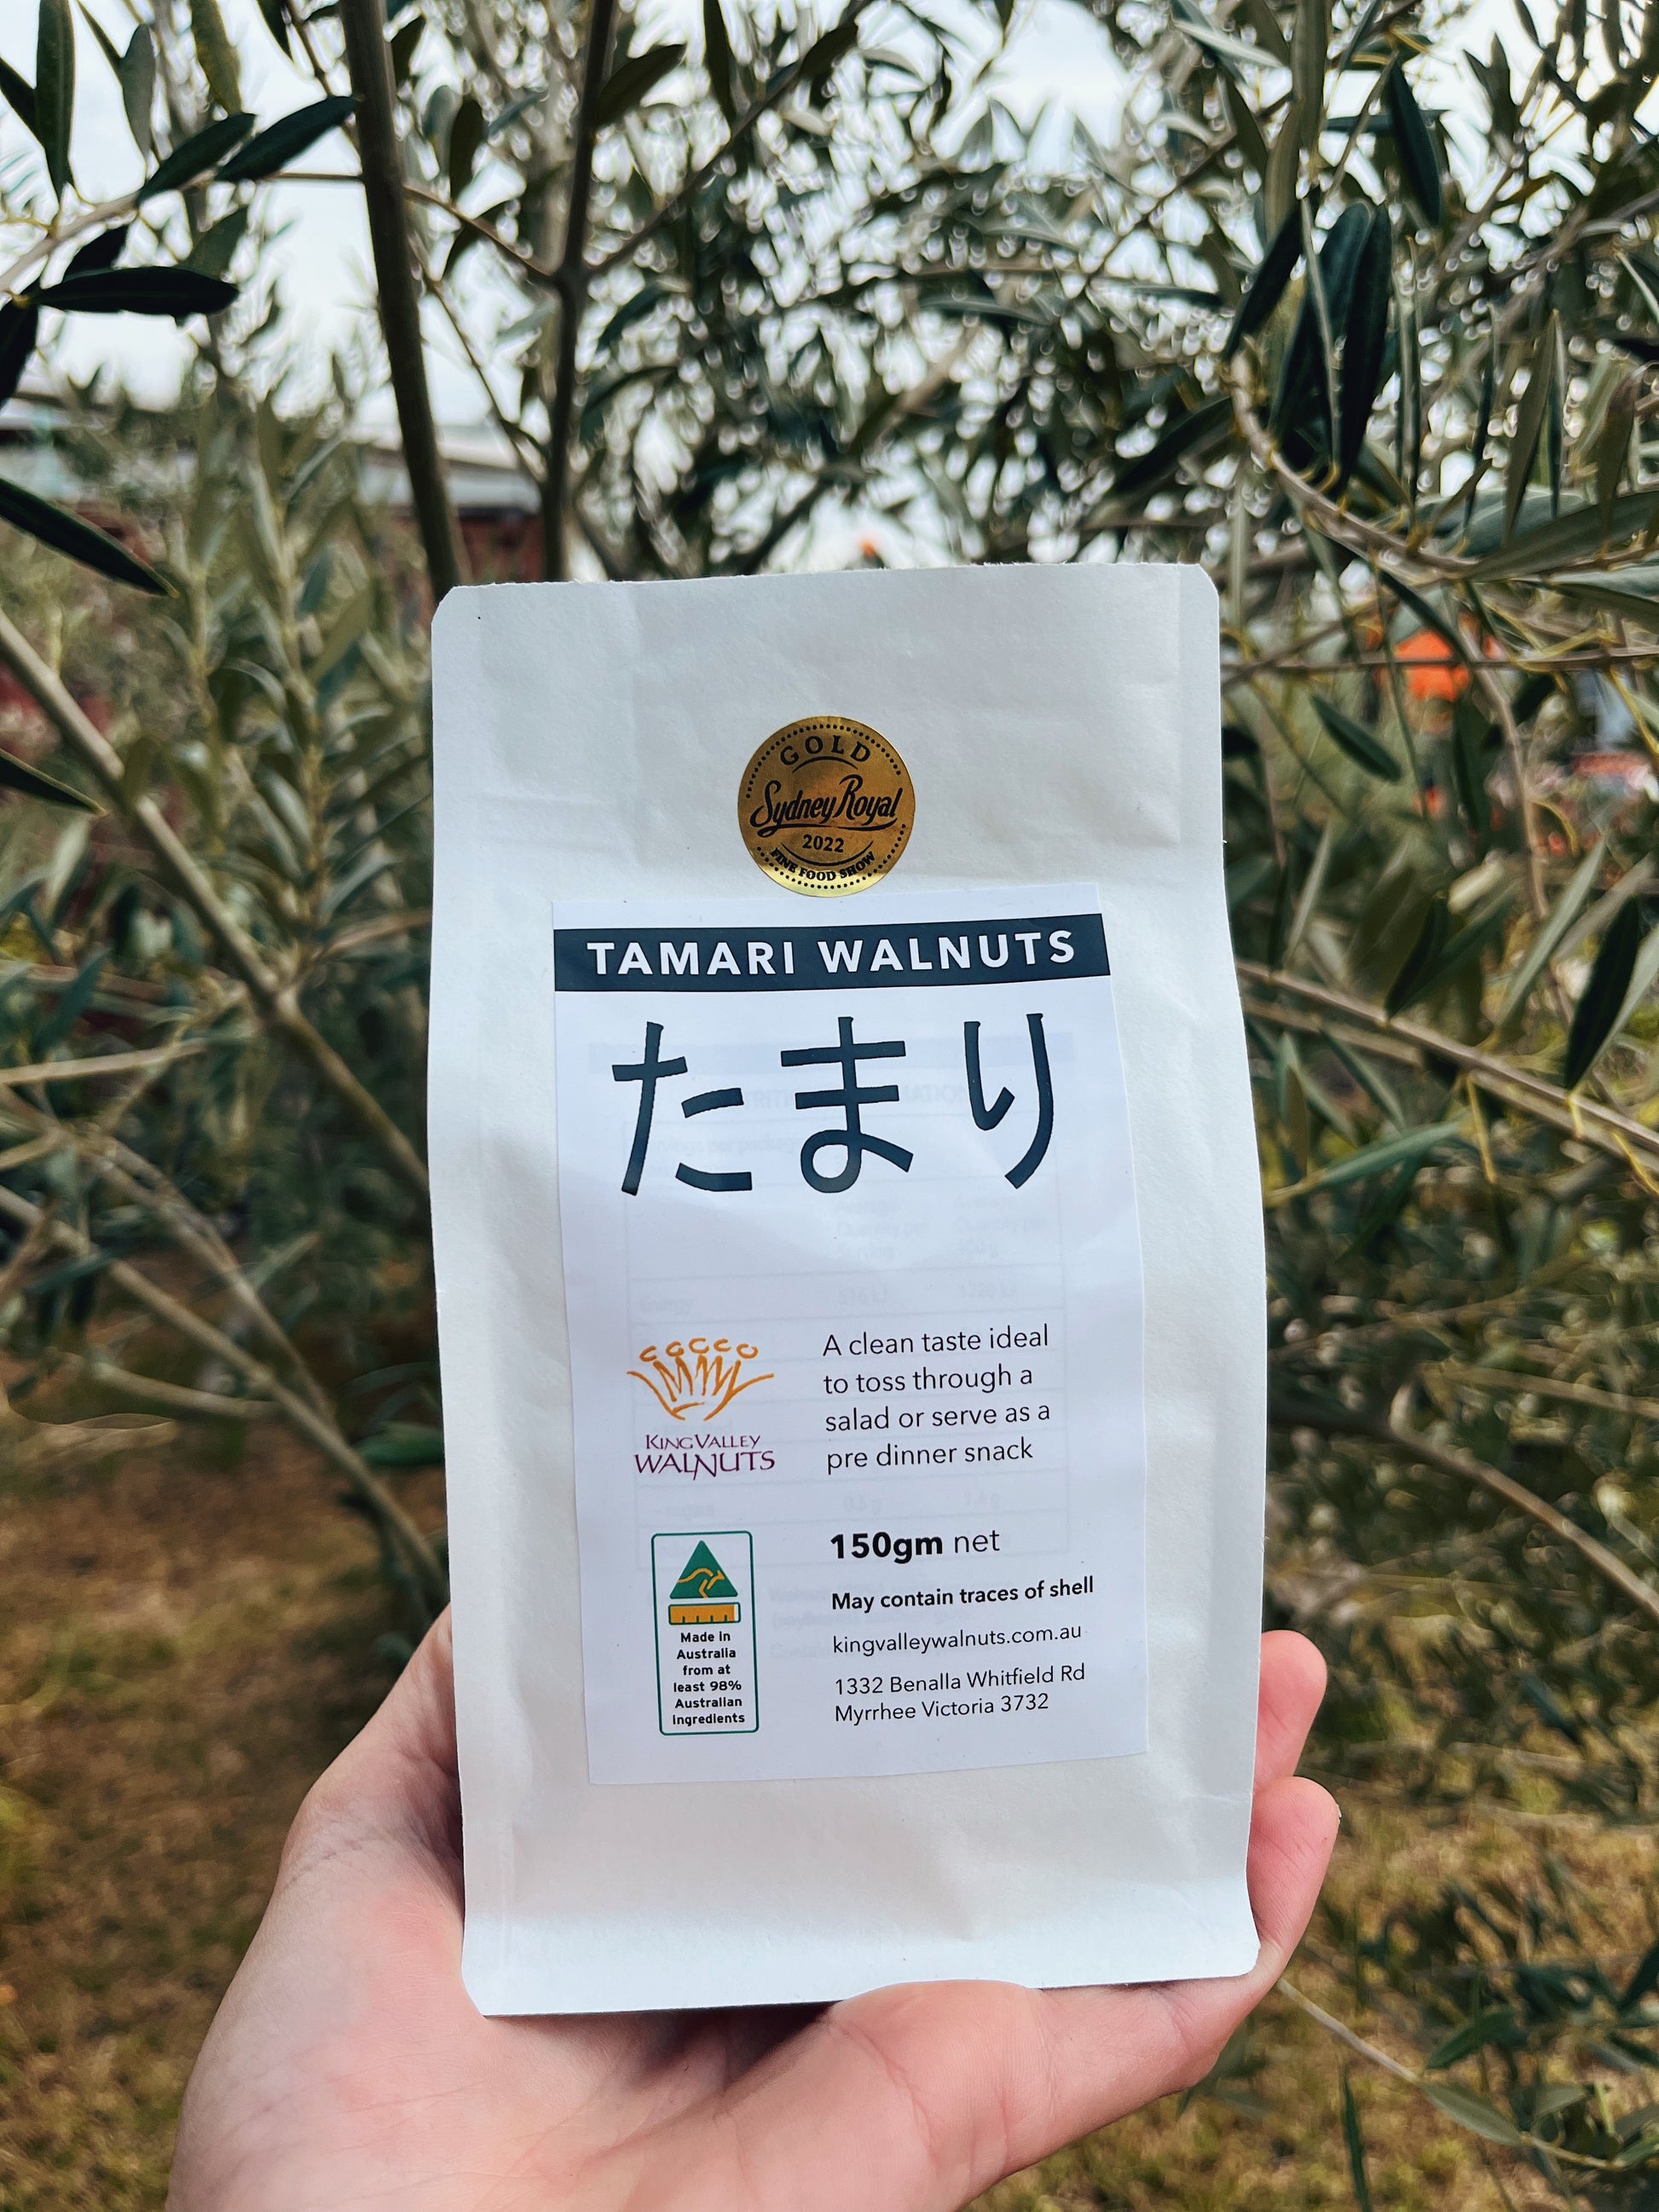 GOLD
Sydney Royal
2022
FINE FOOD SHOW
TAMARI WALNUTS
たまり
A clean taste ideal
to toss through a
salad or serve as a
pre dinner snack
KING VALLEY
WALNUTS
150gm net
May contain traces of shell
kingvalleywalnuts.com.au
1332 Benalla Whitfield Rd
Myrrhee Victoria 3732
Made in
Australia
from at
least 98%
Australian
ingredients